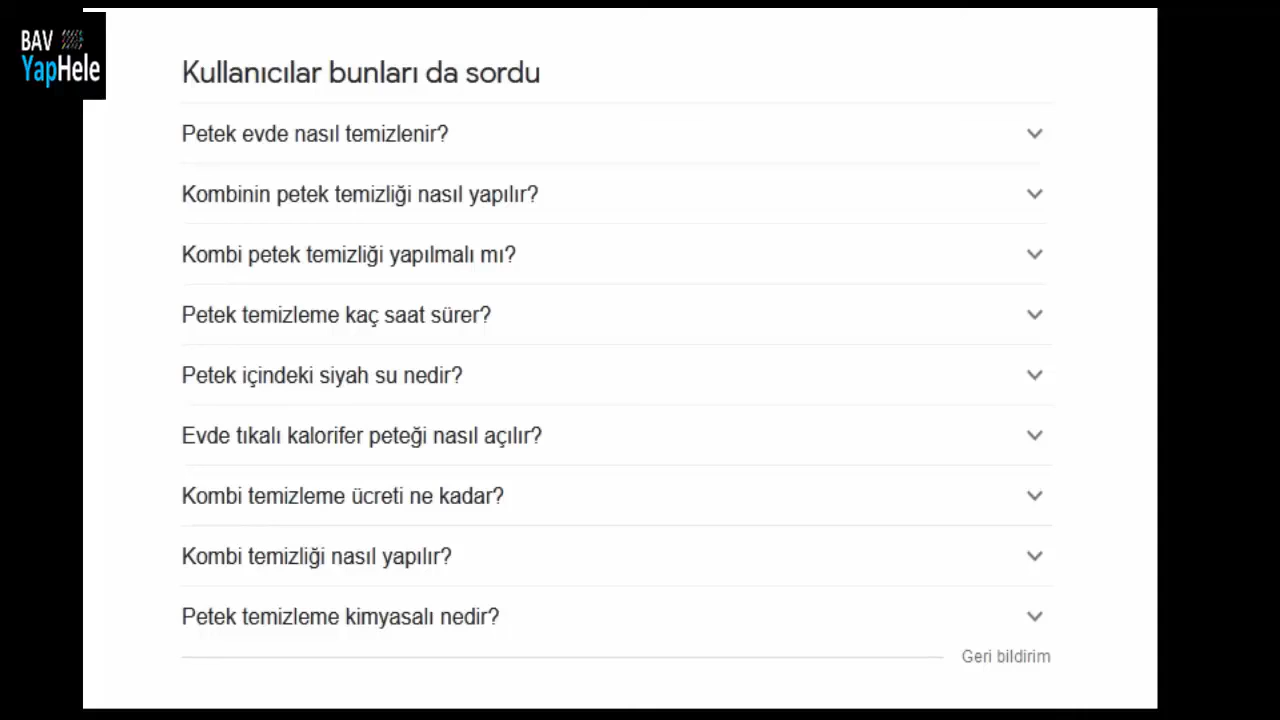 BAV
YapHele
Kullanıcılar bunları da sordu
Petek evde nasıl temizlenir?
Kombinin petek temizliği nasıl yapılır?
Kombi petek temizliği yapılmalı mı?
Petek temizleme kaç saat sürer?
Petek içindeki siyah su nedir?
Evde tıkalı kalorifer peteği nasıl açılır?
Kombi temizleme ücreti ne kadar?
Kombi temizliği nasıl yapılır?
Petek temizleme kimyasalı nedir?
Geri bildirim